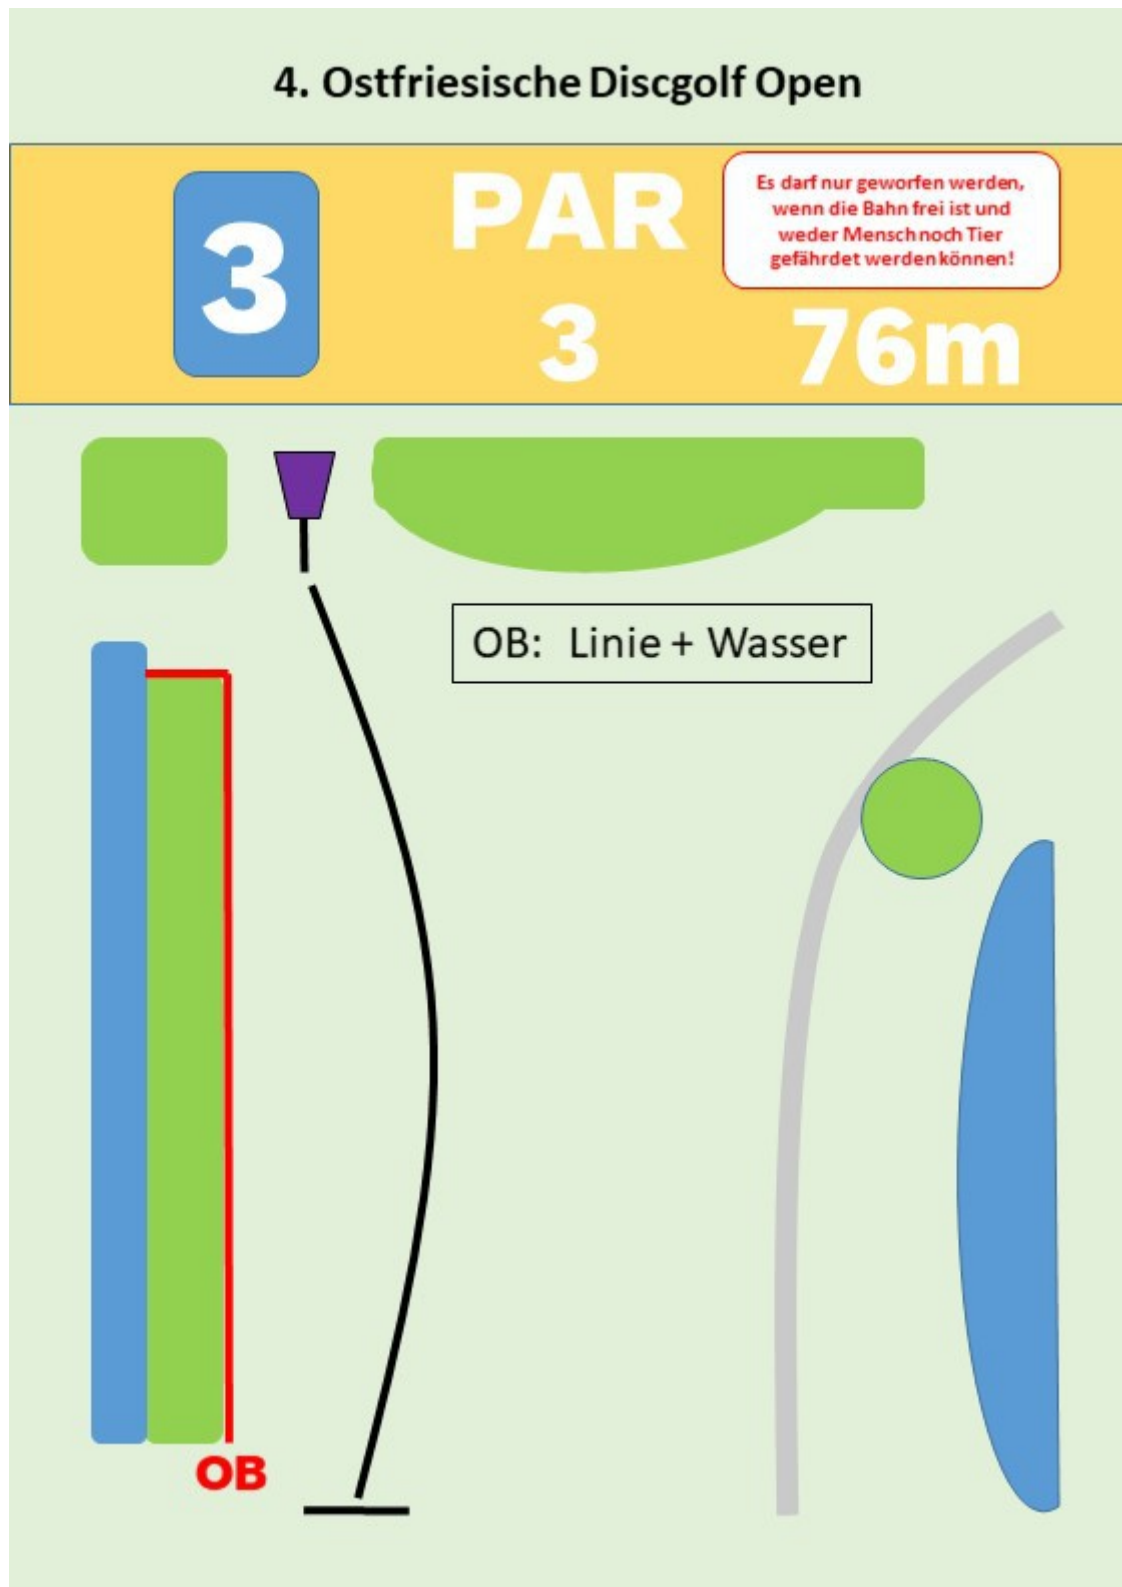 4. Ostfriesische Discgolf Open
3
PAR
3
Es darf nur geworfen werden,
wenn die Bahn frei ist und
weder Mensch noch Tier
gefährdet werden können!
76m
OB: Linie + Wasser
OB